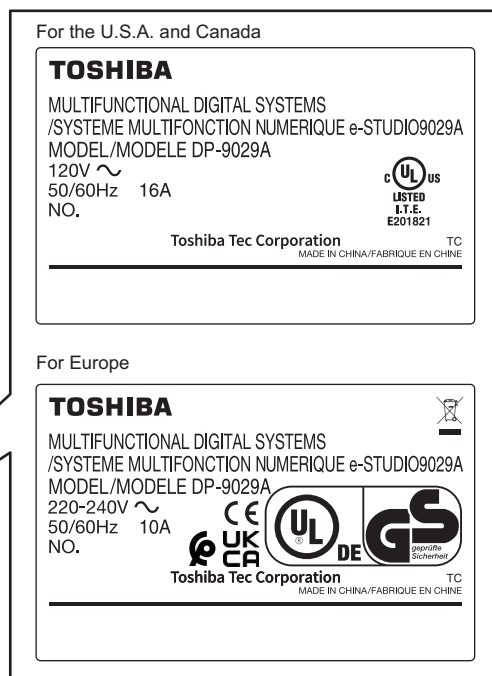 For the U.S.A. and Canada
TOSHIBA
MULTIFUNCTIONAL DIGITAL SYSTEMS
/SYSTEME MULTIFONCTION NUMERIQUE e-STUDIO9029A
MODEL/MODELE DP-9029A
120V ~
50/60Hz 16A
NO.
C UL US
LISTED
I.T.E.
E201821
Toshiba Tec Corporation TC
MADE IN CHINA/FABRIQUE EN CHINE
For Europe
TOSHIBA
MULTIFUNCTIONAL DIGITAL SYSTEMS
/SYSTEME MULTIFONCTION NUMERIQUE e-STUDIO9029A
MODEL/MODELE DP-9029A
220-240V ~
50/60Hz 10A
NO.
CE
UK
CA
UL ®
DE
GS
geprüfte
Sicherheit
Toshiba Tec Corporation TC
MADE IN CHINA/FABRIQUE EN CHINE